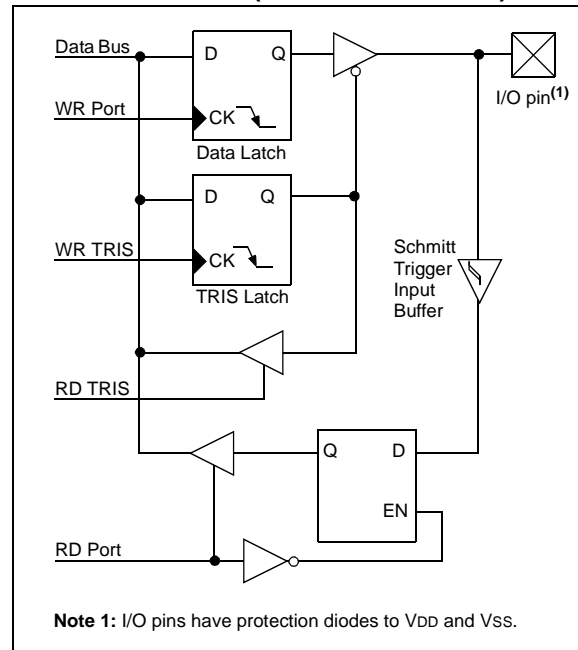 Data Bus
D
Q
WR Port
CK
Data Latch
I/O pin(1)
D
Q
WR TRIS
CK
TRIS Latch
Schmitt
Trigger
Input
Buffer
RD TRIS
Q
D
EN
RD Port
Note 1: I/O pins have protection diodes to VDD and VSS.